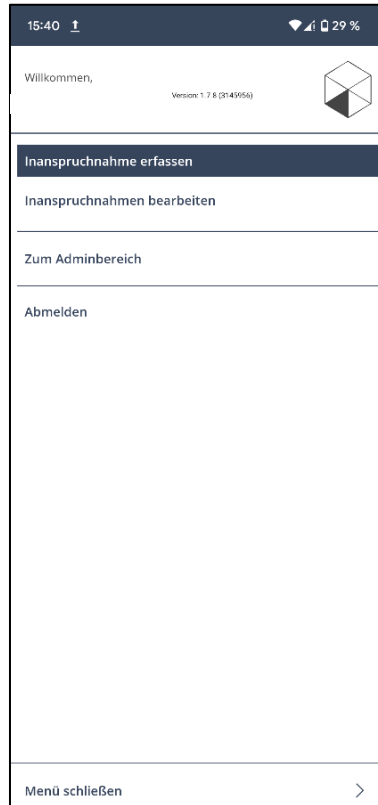 15:40 29 %
Willkommen,
Version: 1.7.8 (3145956)
Inanspruchnahme erfassen
Inanspruchnahmen bearbeiten
Zum Adminbereich
Abmelden
Menü schließen